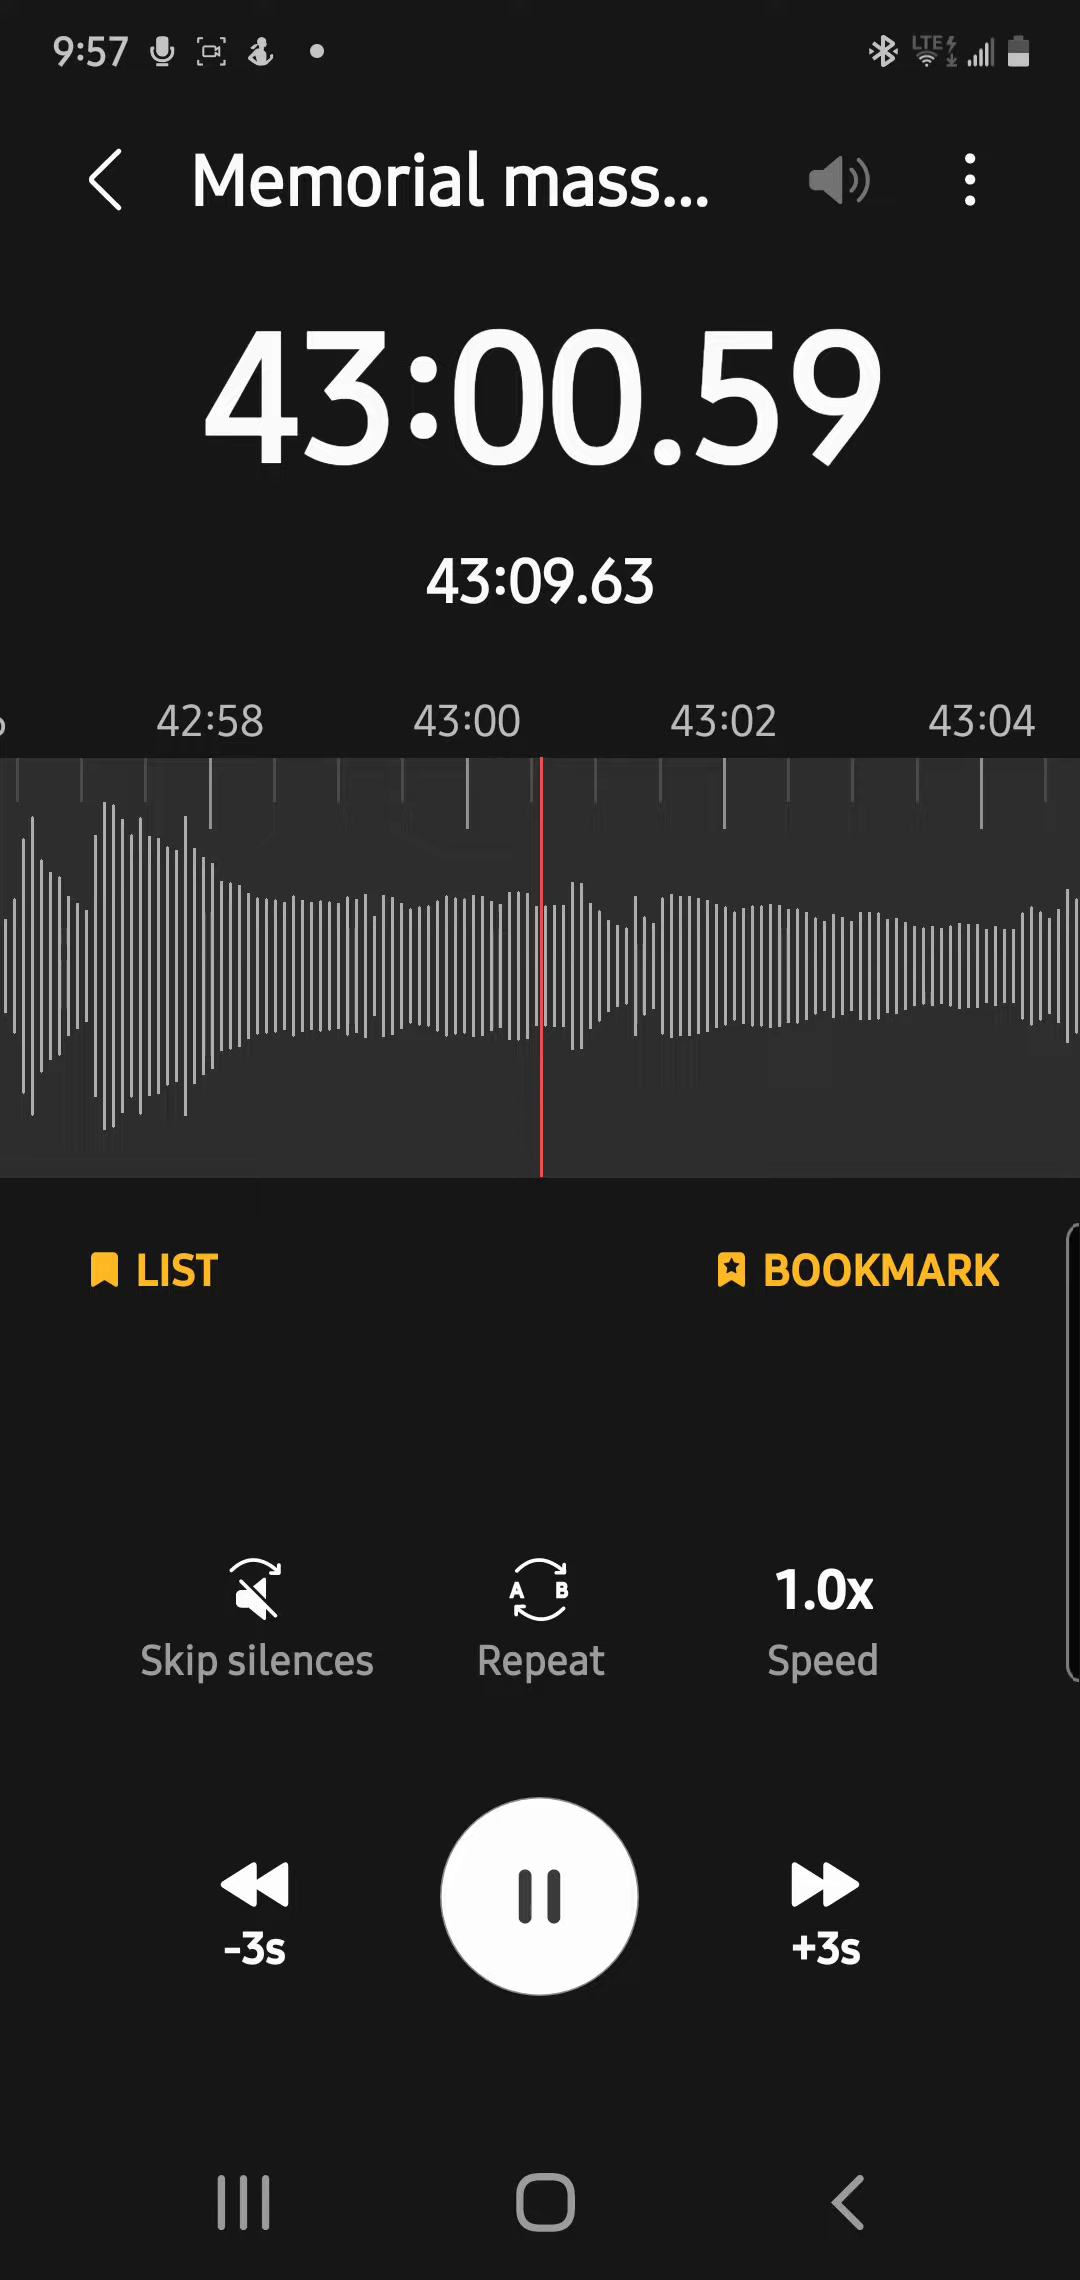 9:57 LTE
Memorial mass...
43:00.59
43:09.63
42:58 43:00 43:02 43:04
LIST BOOKMARK
A B 1.0x
Skip silences Repeat Speed
-3s +3s